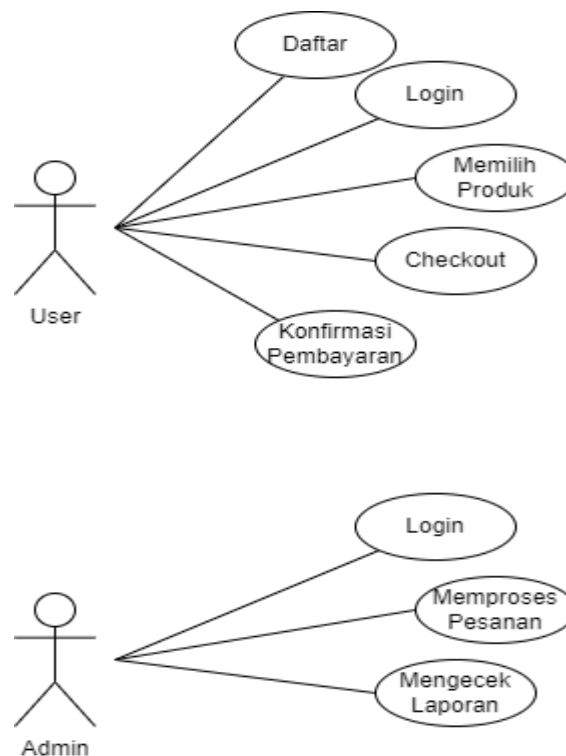 Daftar
Login
Memilih
Produk
Checkout
User
Konfirmasi
Pembayaran
Login
Memproses
Pesanan
Mengecek
Laporan
Admin